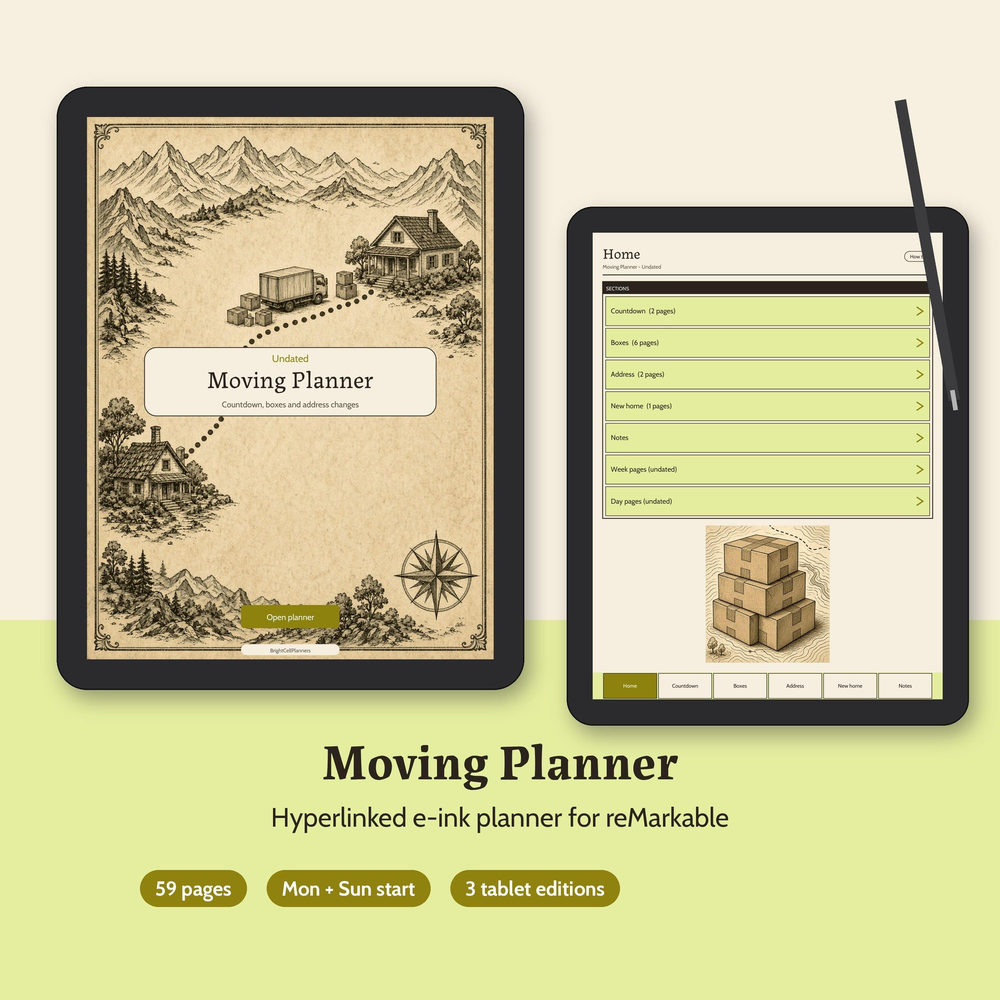 Undated
Moving Planner
Countdown, boxes and address changes
Open planner
BrightCellPlanners
Home
Moving Planner - Undated
How
SECTIONS
Countdown (2 pages)
Boxes (6 pages)
Address (2 pages)
New home (1 pages)
Notes
Week pages (undated)
Day pages (undated)
Home
Countdown
Boxes
Address
New home
Notes
Moving Planner
Hyperlinked e-ink planner for reMarkable
59 pages
Mon + Sun start
3 tablet editions